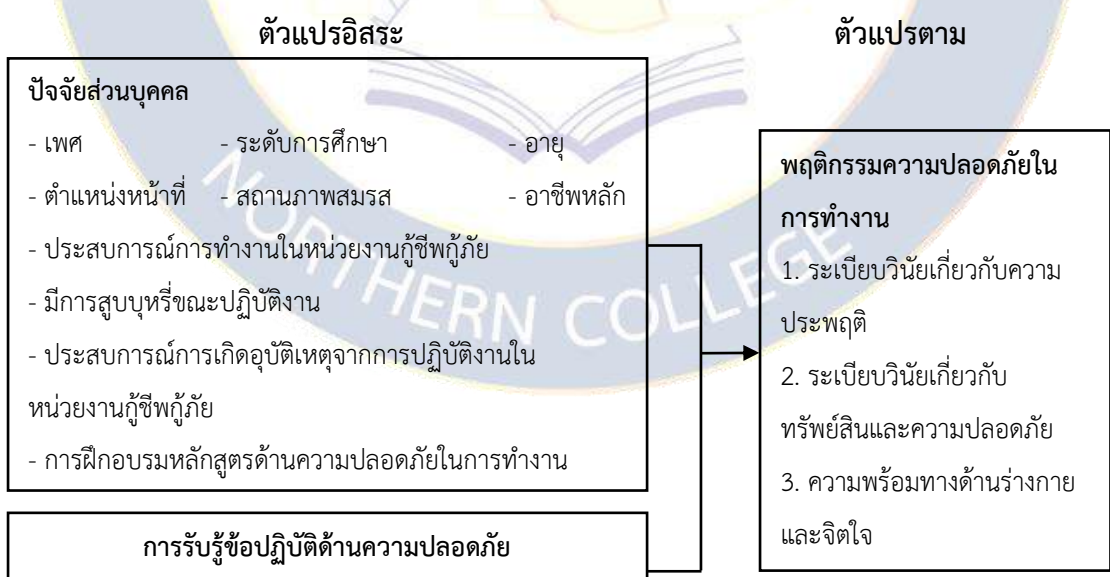 ตัวแปรอิสระ
ตัวแปรตาม
ปัจจัยส่วนบุคคล
- เพศ - ระดับการศึกษา - อายุ
- ตำแหน่งหน้าที่ - สถานภาพสมรส - อาชีพหลัก
- ประสบการณ์การทำงานในหน่วยงานกู้ชีพกู้ภัย
- มีการสูบบุหรี่ขณะปฏิบัติงาน
- ประสบการณ์การเกิดอุบัติเหตุจากการปฏิบัติงานใน
หน่วยงานกู้ชีพกู้ภัย
- การฝึกอบรมหลักสูตรด้านความปลอดภัยในการทำงาน
การรับรู้ข้อปฏิบัติด้านความปลอดภัย
พฤติกรรมความปลอดภัยใน
การทำงาน
1. ระเบียบวินัยเกี่ยวกับความ
ประพฤติ
2. ระเบียบวินัยเกี่ยวกับ
ทรัพย์สินและความปลอดภัย
3. ความพร้อมทางด้านร่างกาย
และจิตใจ
NORTHERN COLLEGE